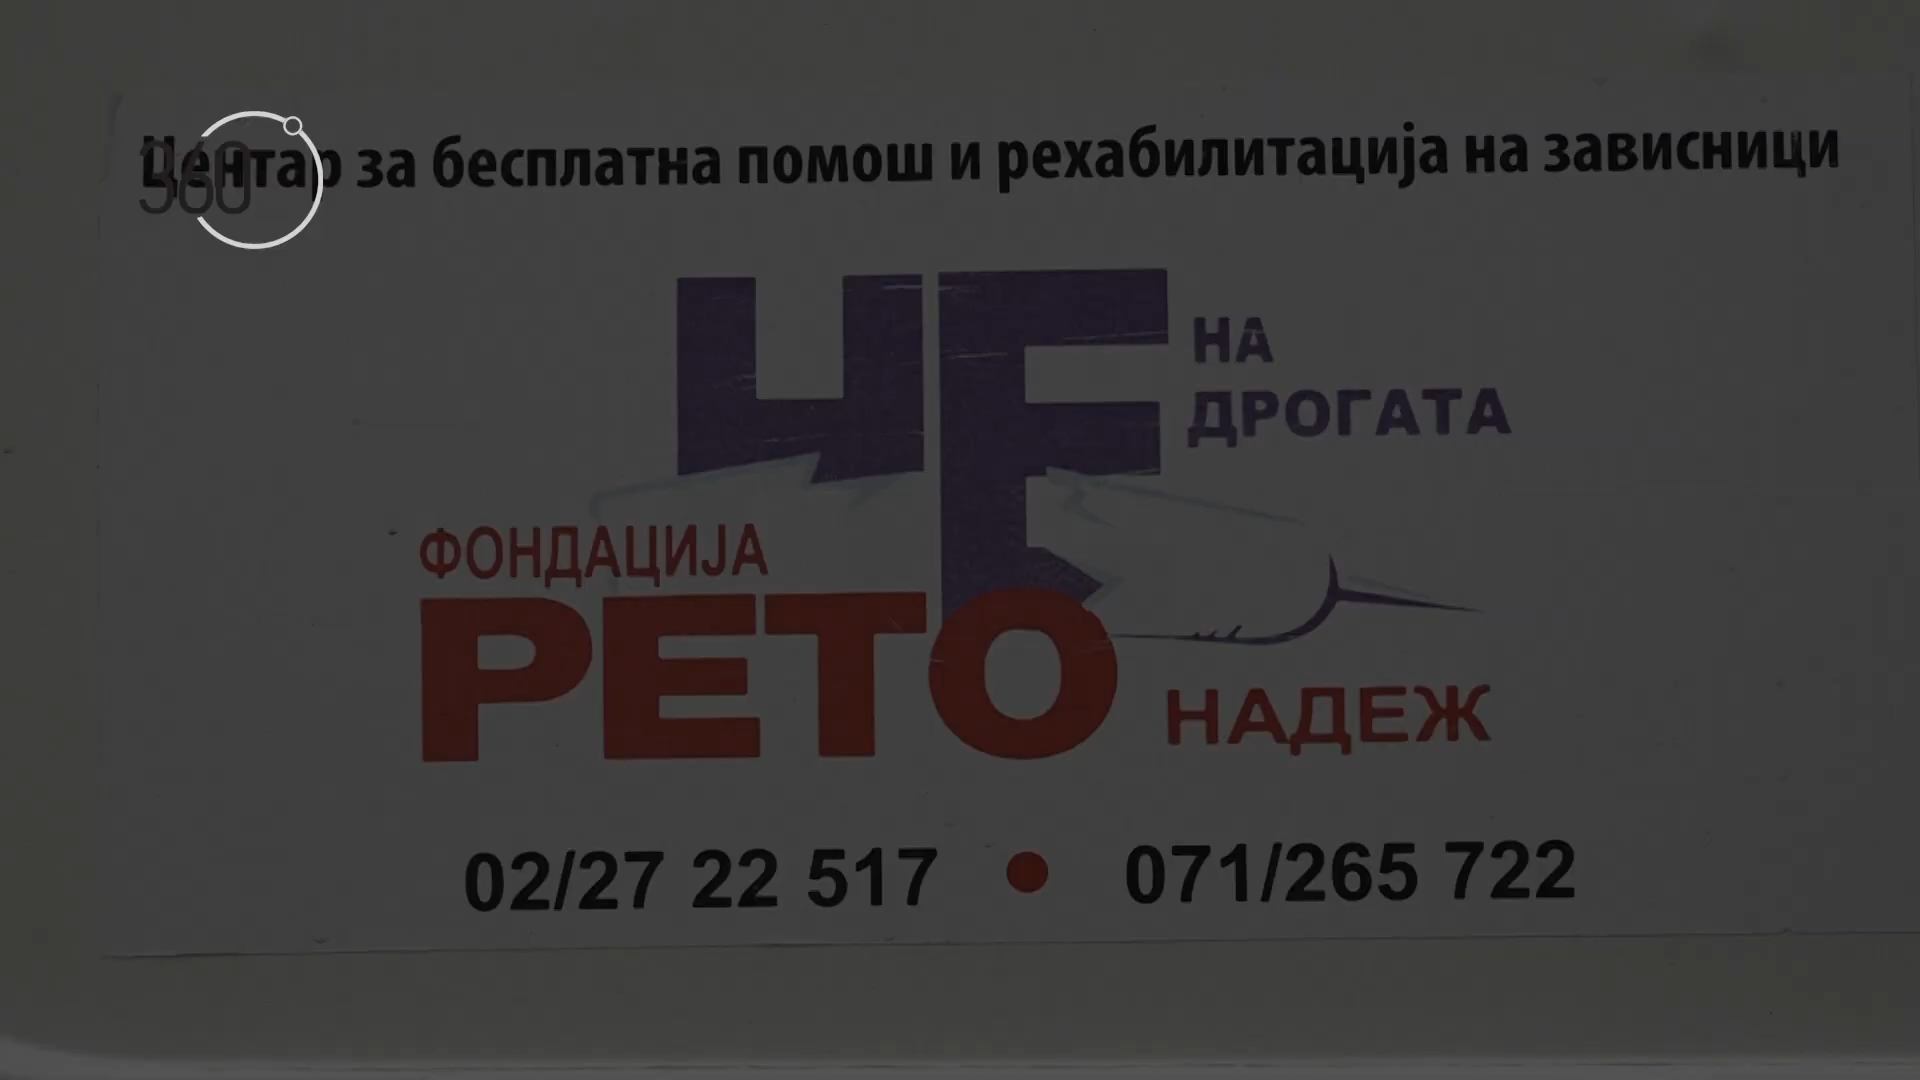 360
Центар за бесплатна помош и рехабилитација на зависници
НЕ НА
ДРОГАТА
ФОНДАЦИЈА
РЕТО НАДЕЖ
02/27 22 517 • 071/265 722